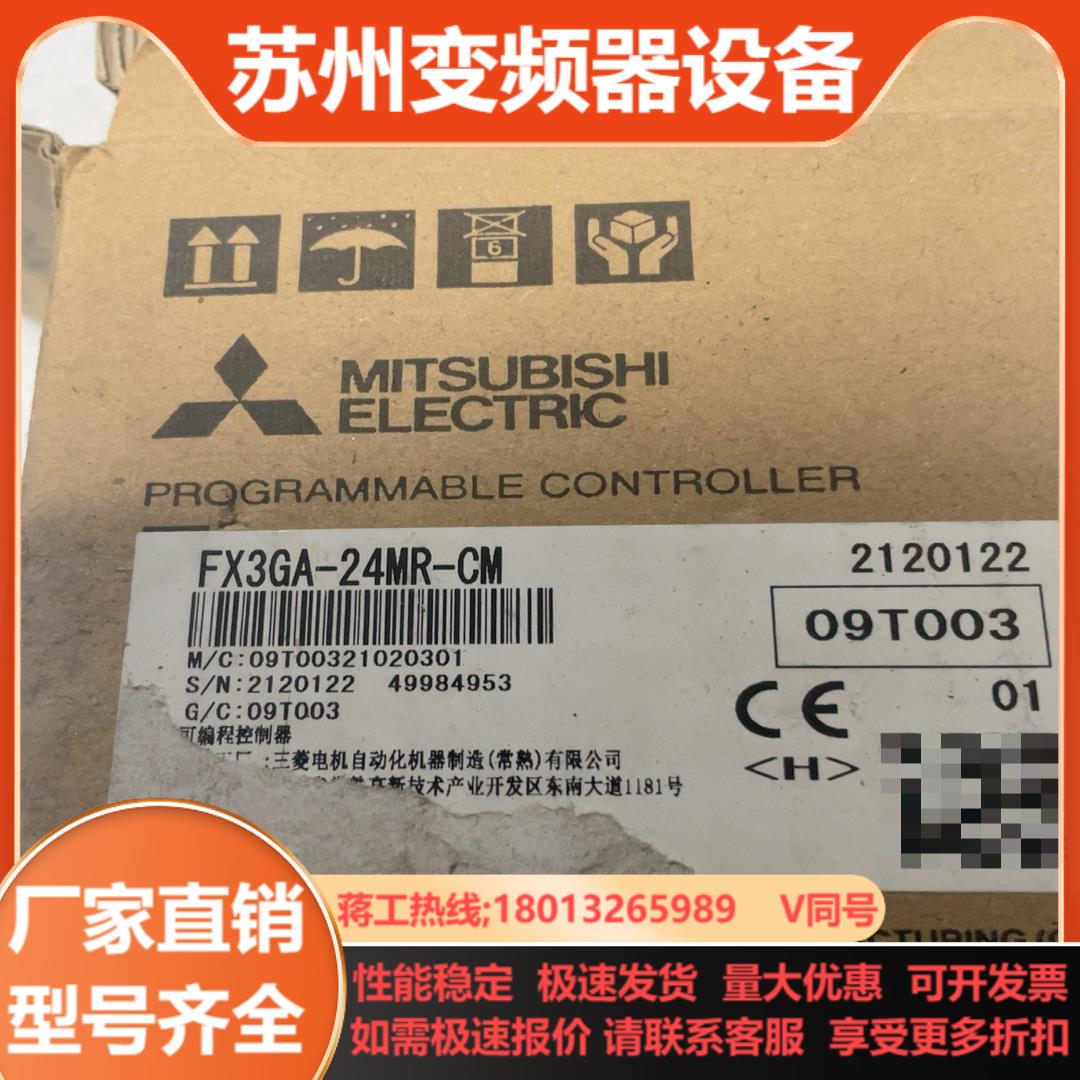 苏州变频器设备
6
MITSUBISHI
ELECTRIC
PROGRAMMABLE CONTROLLER
FX3GA-24MR-CM
2120122
09T003
M/C:09T00321020301
S/N:2120122 49984953
G/C:09T003
01
CE
<H>
可编程控制器
:三菱电机自动化机器制造(常熟)有限公司
高新技术产业开发区东南大道1181号
蒋工热线;18013265989 V同号
厂家直销
型号齐全
性能稳定 极速发货 量大优惠 可开发票
如需极速报价 请联系客服 享受更多折扣